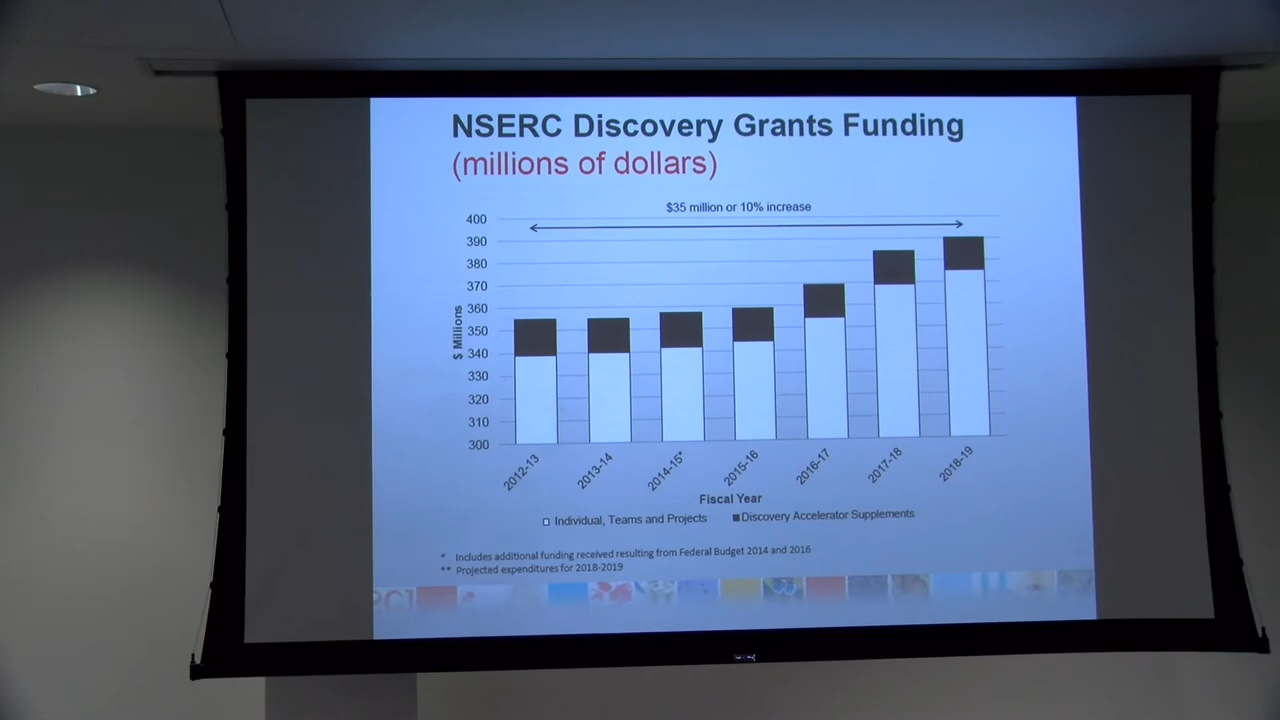 NSERC Discovery Grants Funding
(millions of dollars)
$35 million or 10% increase
400
390
380
370
360
350
340
330
320
310
300
$ Millions
2012-13
2013-14
2014-15*
2015-16
2016-17
2017-18
2018-19
Fiscal Year
Individual, Teams and Projects
Discovery Accelerator Supplements
* Includes additional funding received resulting from Federal Budget 2014 and 2016
** Projected expenditures for 2018-2019